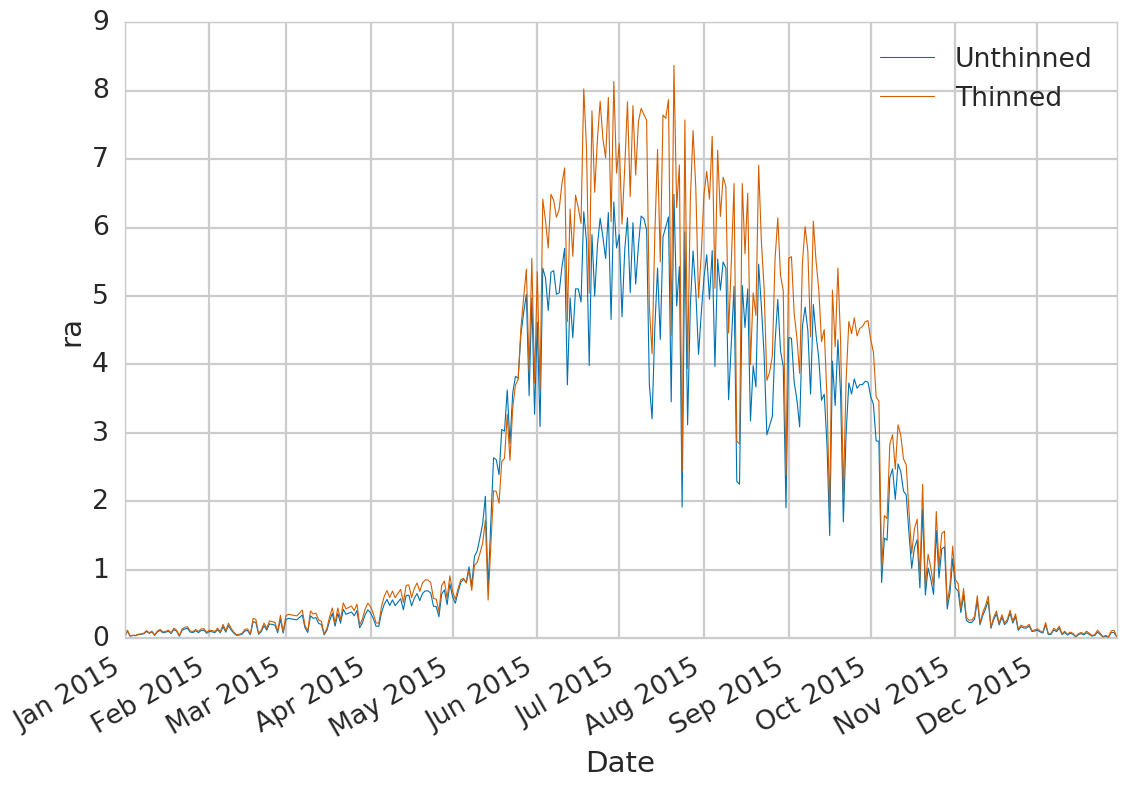 9
8
7
6
5
4
3
2
1
0
ra
Unthinned
Thinned
Jan 2015
Feb 2015
Mar 2015
Apr 2015
May 2015
Jun 2015
Jul 2015
Aug 2015
Sep 2015
Oct 2015
Nov 2015
Dec 2015
Date